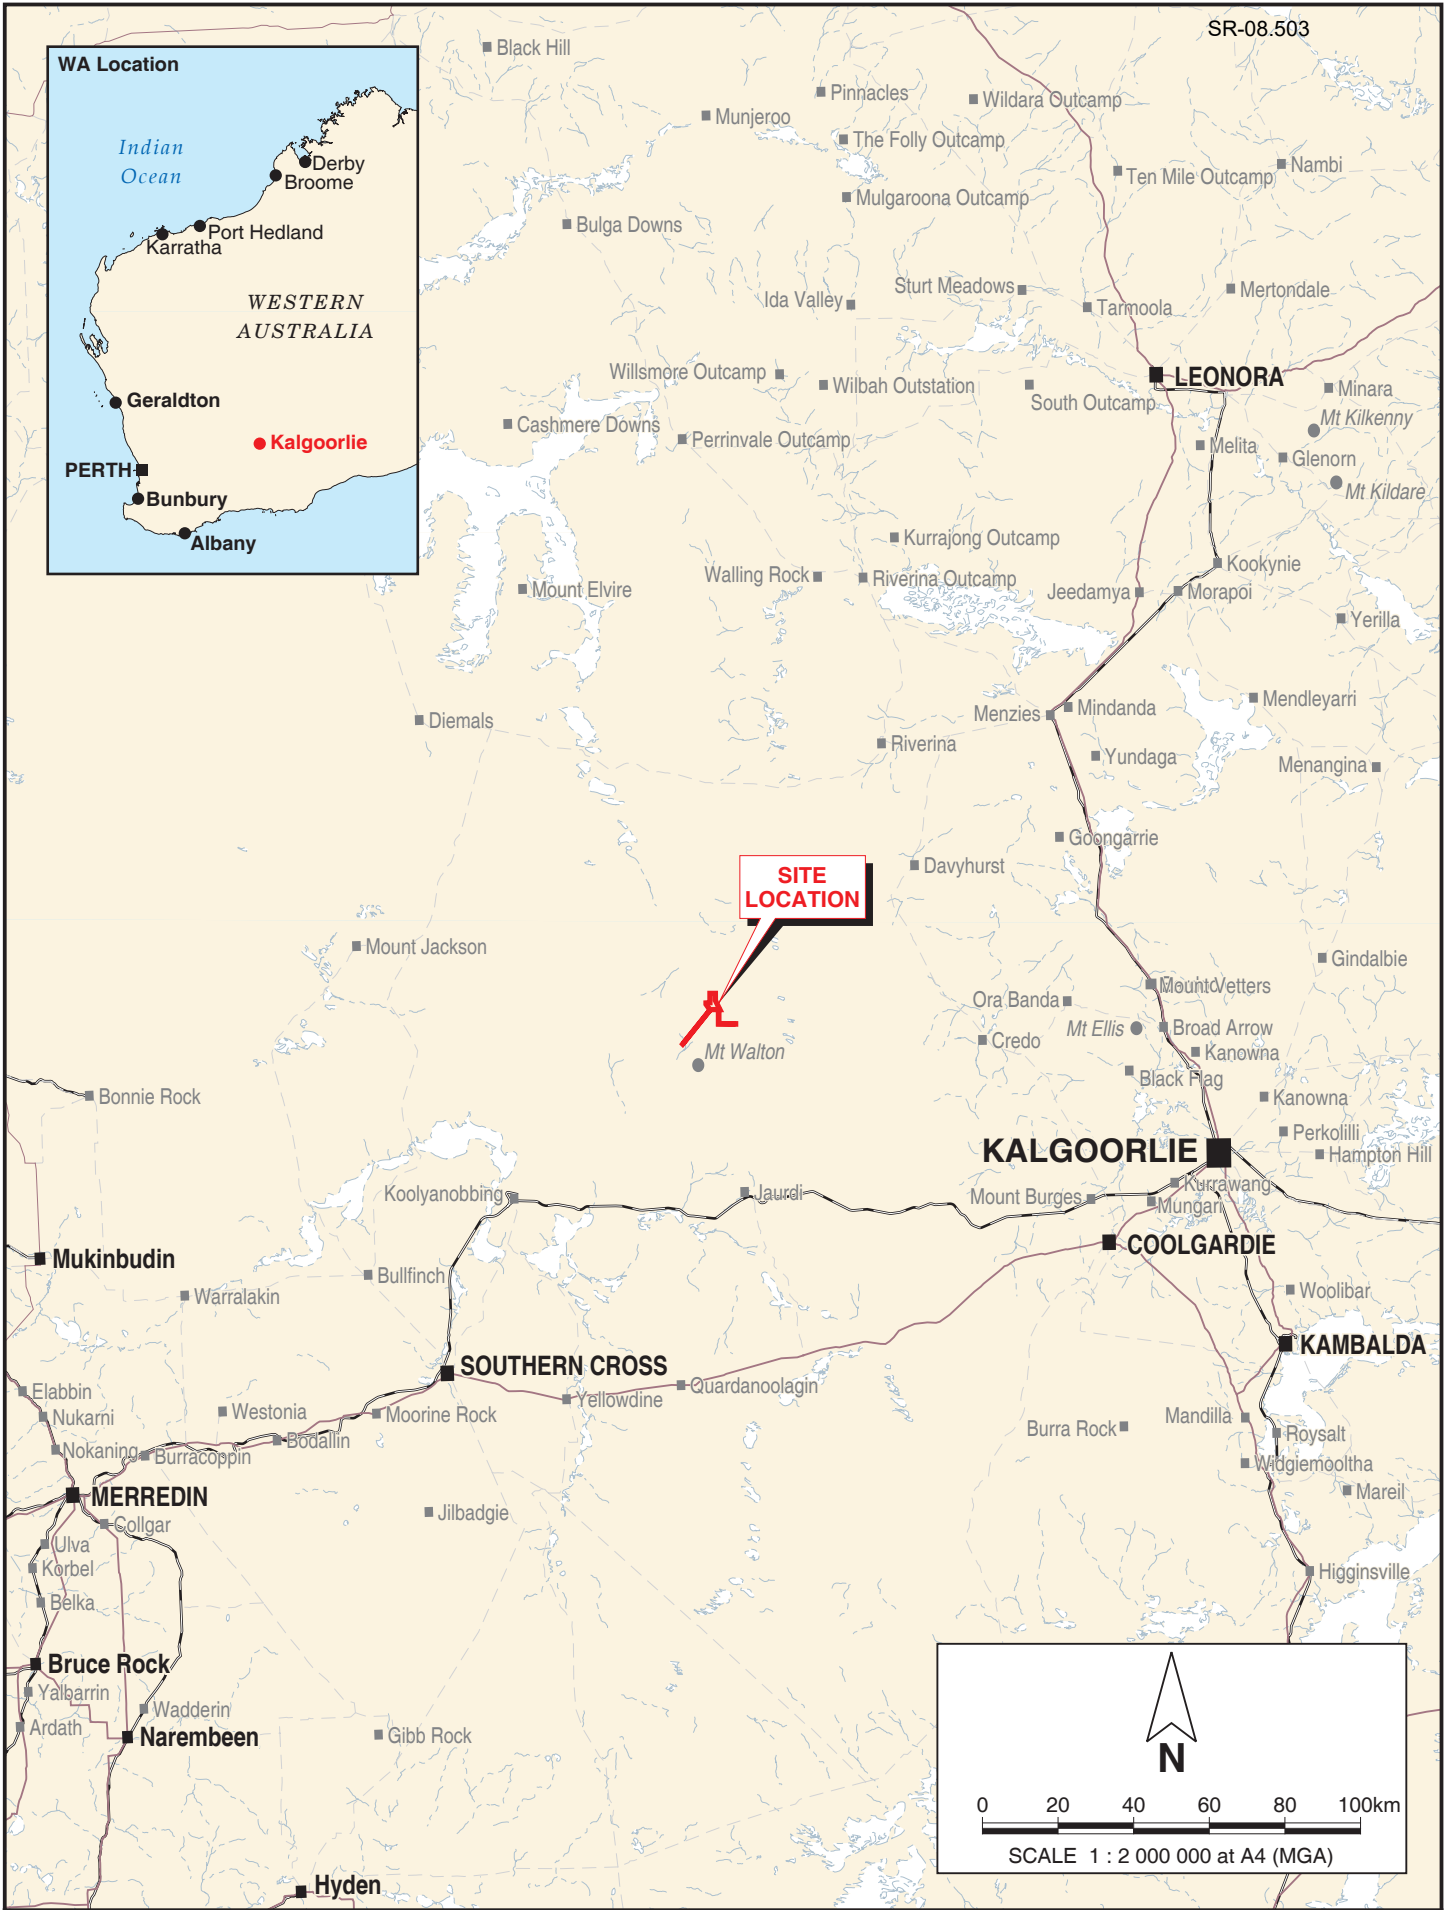 SR-08.503
WA Location
Indian
Ocean
Derby
Broome
Port Hedland
Karratha
WESTERN
AUSTRALIA
Geraldton
Kalgoorlie
PERTH
Bunbury
Albany
Black Hill
Pinnacles
Wildara Outcamp
Munjeroo
The Folly Outcamp
Nambi
Ten Mile Outcamp
Mulgaroona Outcamp
Bulga Downs
Sturt Meadows
Mertondale
Ida Valley
Tarmoola
Willsmore Outcamp
LEONORA
Wilbah Outstation
Minara
South Outcamp
Mt Kilkenny
Cashmere Downs
Perrinvale Outcamp
Melita
Glenorn
Mt Kildare
Kurrajong Outcamp
Kookynie
Walling Rock
Riverina Outcamp
Mount Elvire
Jeedamya
Morapoi
Yerilla
Mendleyarri
Mindanda
Menzies
Diemals
Riverina
Yundaga
Menangina
Goongarrie
Davyhurst
SITE
LOCATION
Mount Jackson
Gindalbie
Mount Vetters
Ora Banda
Mt Ellis
Broad Arrow
Credo
Mt Walton
Kanowna
Black Flag
Bonnie Rock
Kanowna
Perkolilli
KALGOORLIE
Hampton Hill
Kurrawang
Koolyanobbing
Jaurdi
Mount Burges
Mungari
COOLGARDIE
Mukinbudin
Bullfinch
Woolibar
Warralakin
KAMBALDA
SOUTHERN CROSS
Elabbin
Quardanoolagin
Yellowdine
Nukarni
Westonia
Moorine Rock
Mandilla
Burra Rock
Roysalt
Bodallin
Nokaning
Burracoppin
Widgiemooltha
Mareil
MERREDIN
Jilbadgie
Collgar
Ulva
Korbel
Higginsville
Belka
Bruce Rock
Yalbarrin
Wadderin
Ardath
Narembeen
Gibb Rock
N
0 20 40 60 80 100km
SCALE 1 : 2 000 000 at A4 (MGA)
Hyden